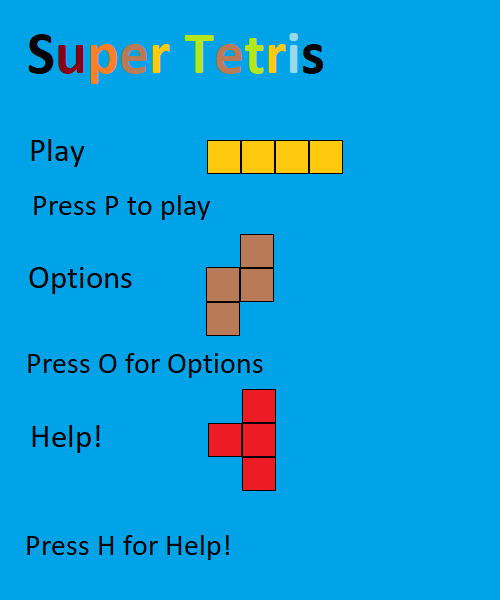 Super Tetris
Play
Press P to play
Options
Press O for Options
Help!
Press H for Help!